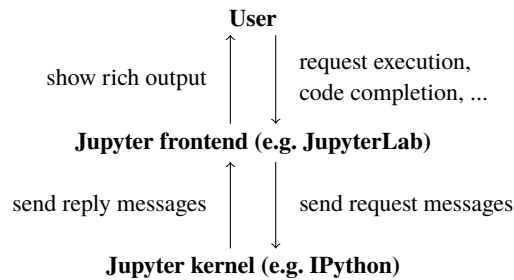 User
show rich output
request execution,
code completion, ...
Jupyter frontend (e.g. JupyterLab)
send reply messages
send request messages
Jupyter kernel (e.g. IPython)